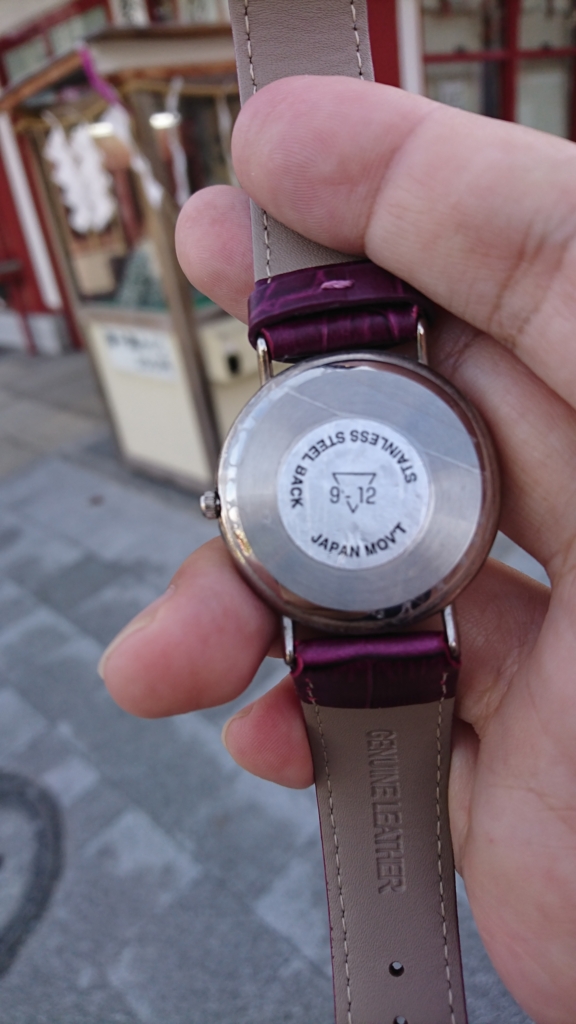 STAINLESS STEEL BACK
9-12
JAPAN MOV'T
GENUINE LEATHER